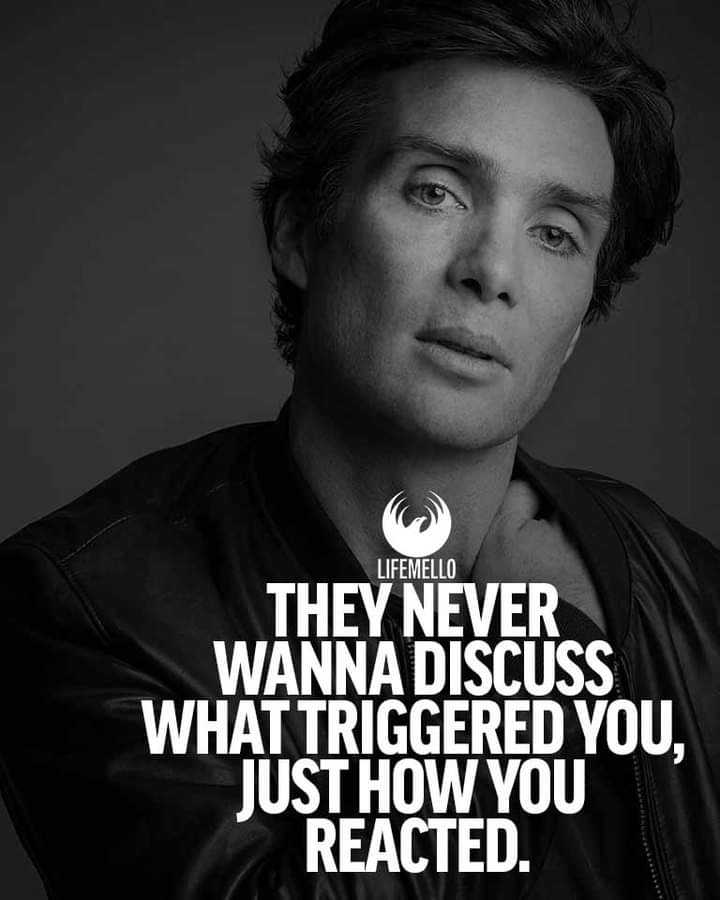 LIFEMELLO
THEY NEVER
WANNA DISCUSS
WHAT TRIGGERED YOU,
JUST HOW YOU
REACTED.